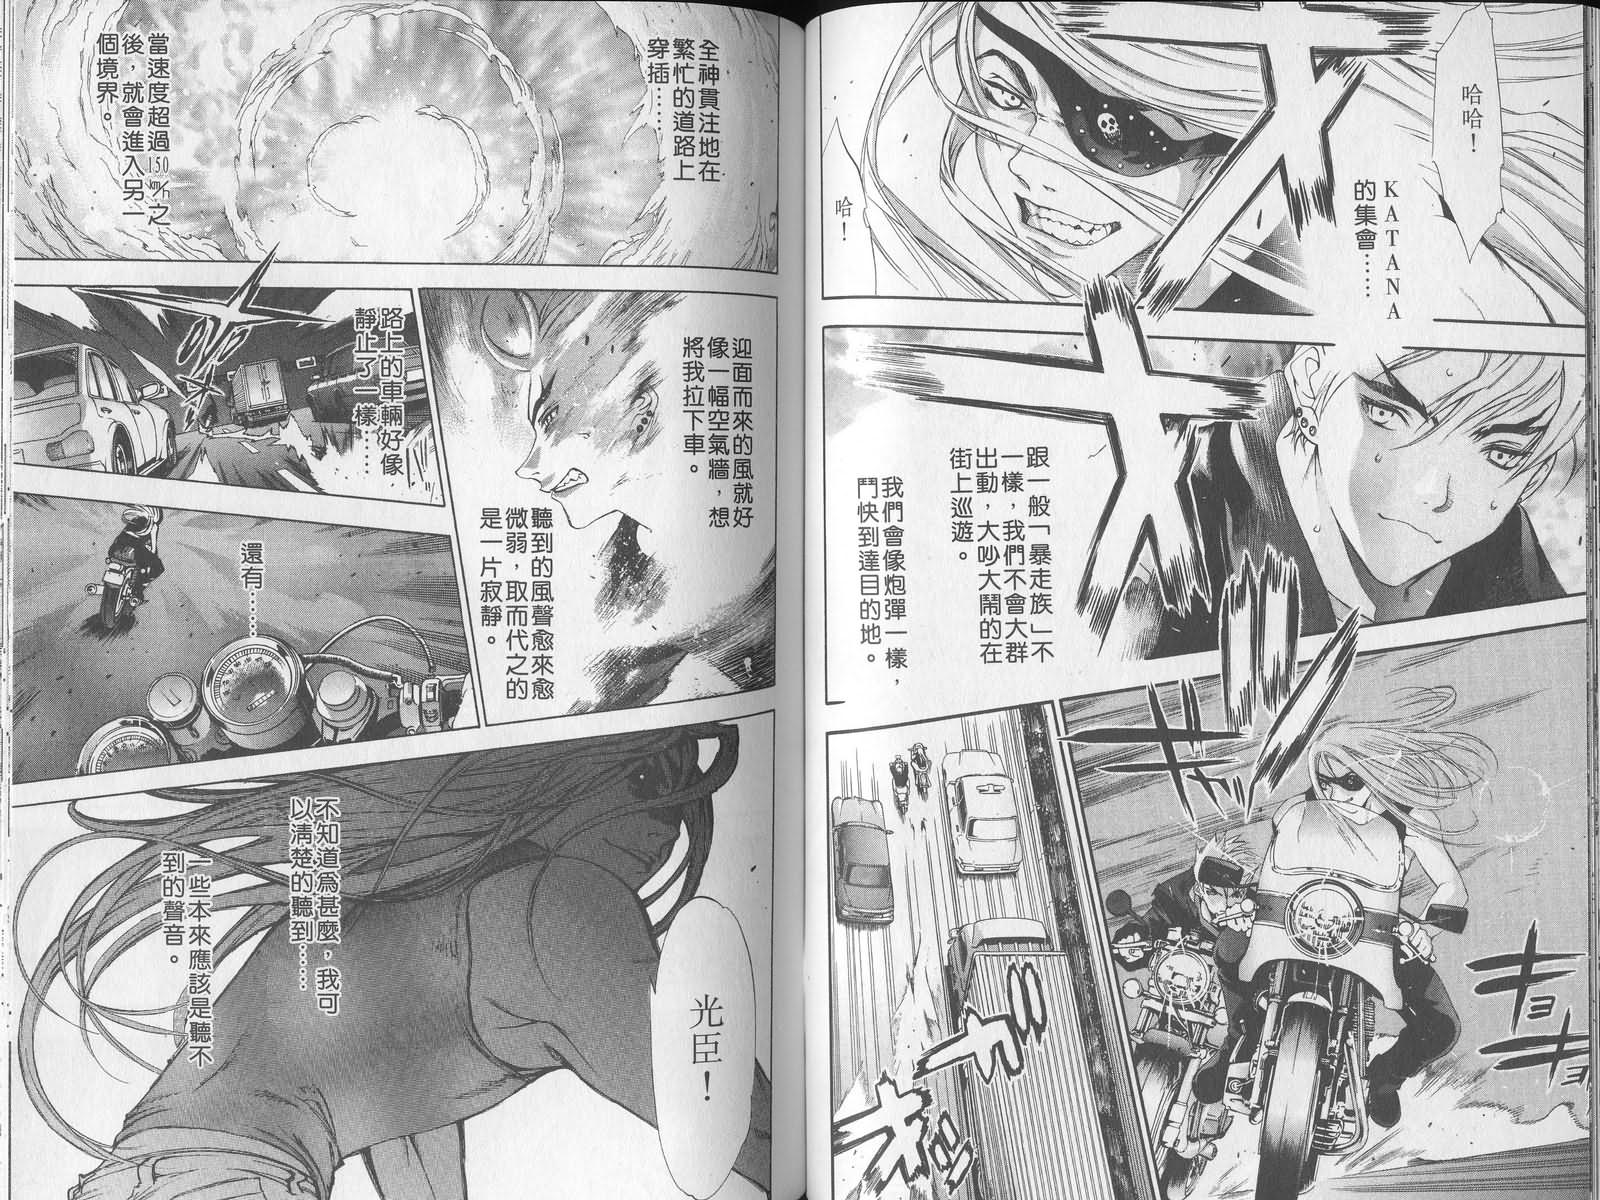 哈哈！
哈！
KATANA
的集會……
跟一般「暴走族」不
一樣，我們不會大群
出動，大吵大鬧的在
街上巡遊。
我們會像炮彈一樣，
鬥快到達目的地。
キョ
キョ
全神貫注地在
繁忙的道路上
穿插……
當速度超過150km/h之
後，就會進入另一
個境界。
迎面而來的風就好
像一幅空氣牆，想
將我拉下車。
聽到的風聲愈來愈
微弱，取而代之的
是一片寂靜。
路上的車輛好像
靜止了一樣……
還有……
不知道為甚麼，我可
以清楚的聽到……
一些本來應該是聽不
到的聲音。
光臣！